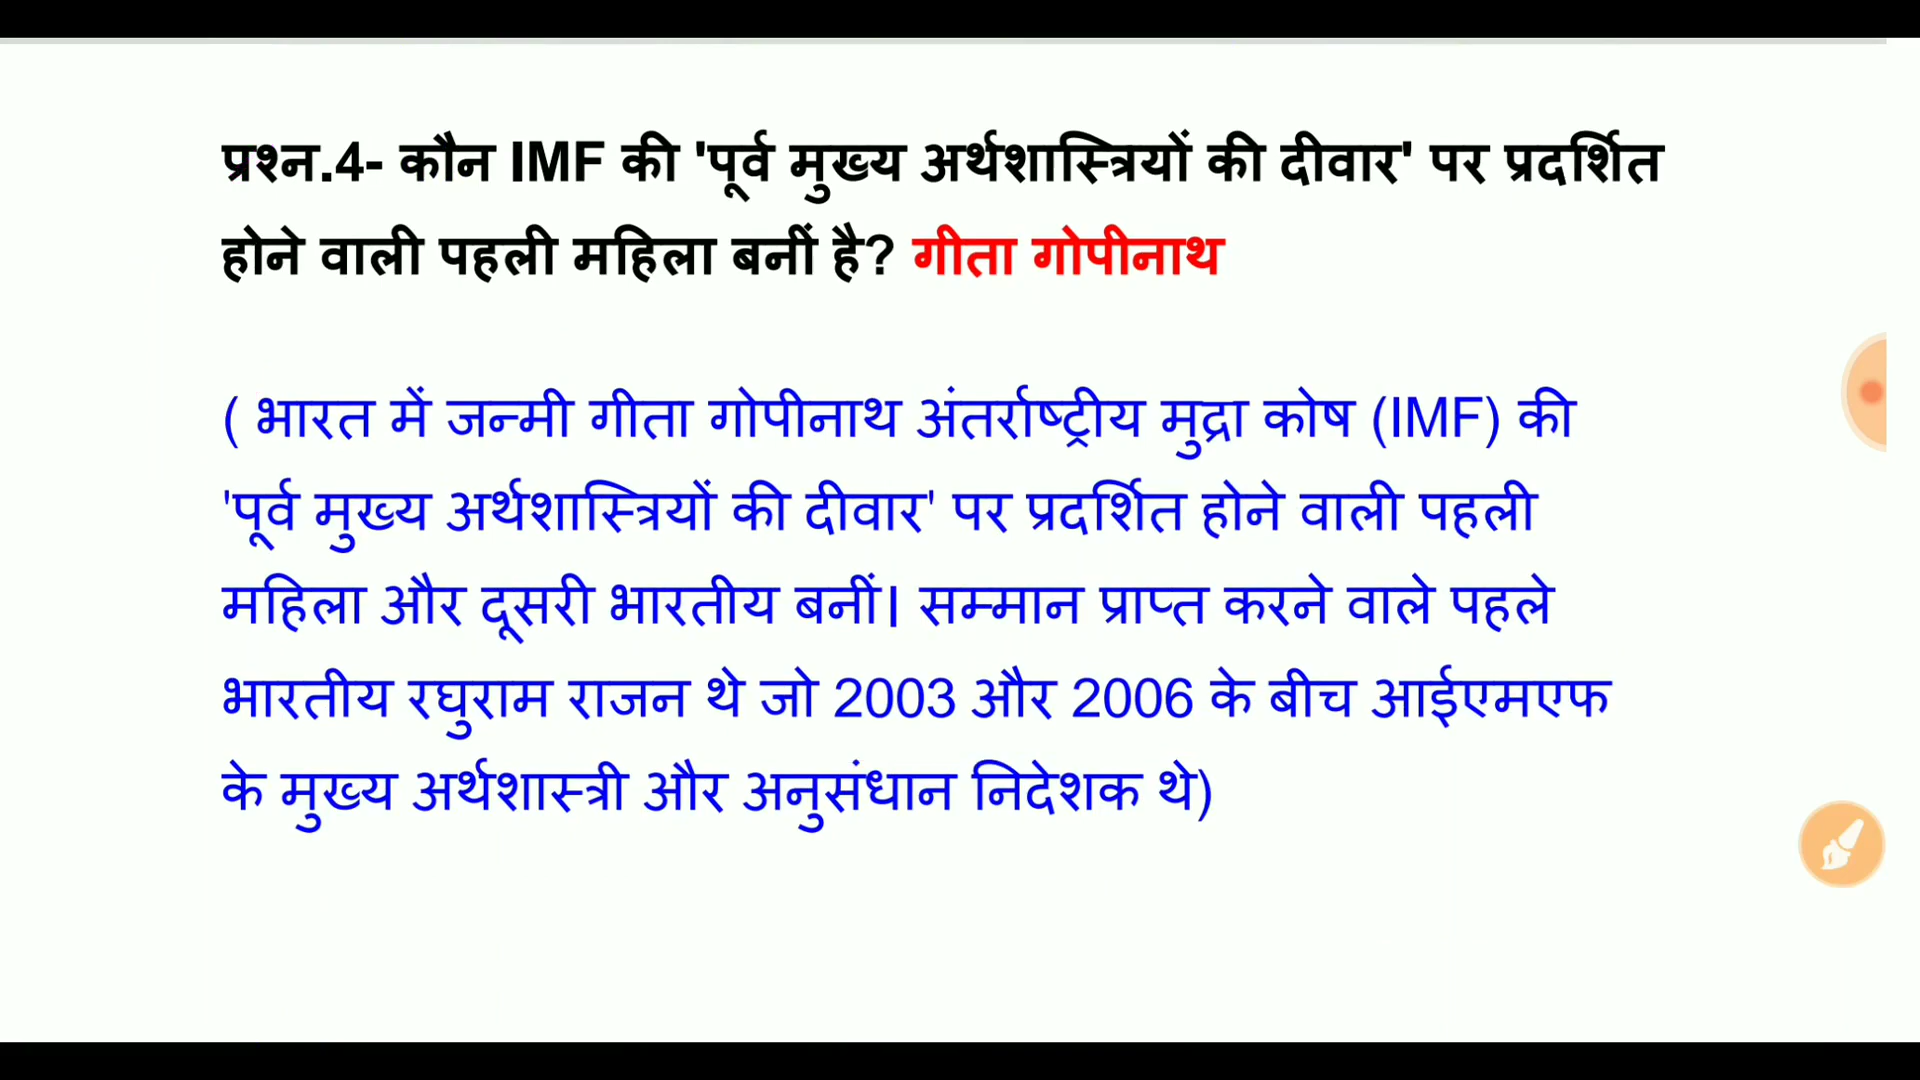 प्रश्न.4- कौन IMF की 'पूर्व मुख्य अर्थशास्त्रियों की दीवार' पर प्रदर्शित
होने वाली पहली महिला बनीं है? गीता गोपीनाथ
( भारत में जन्मी गीता गोपीनाथ अंतर्राष्ट्रीय मुद्रा कोष (IMF) की
'पूर्व मुख्य अर्थशास्त्रियों की दीवार' पर प्रदर्शित होने वाली पहली
महिला और दूसरी भारतीय बनीं। सम्मान प्राप्त करने वाले पहले
भारतीय रघुराम राजन थे जो 2003 और 2006 के बीच आईएमएफ
के मुख्य अर्थशास्त्री और अनुसंधान निदेशक थे)